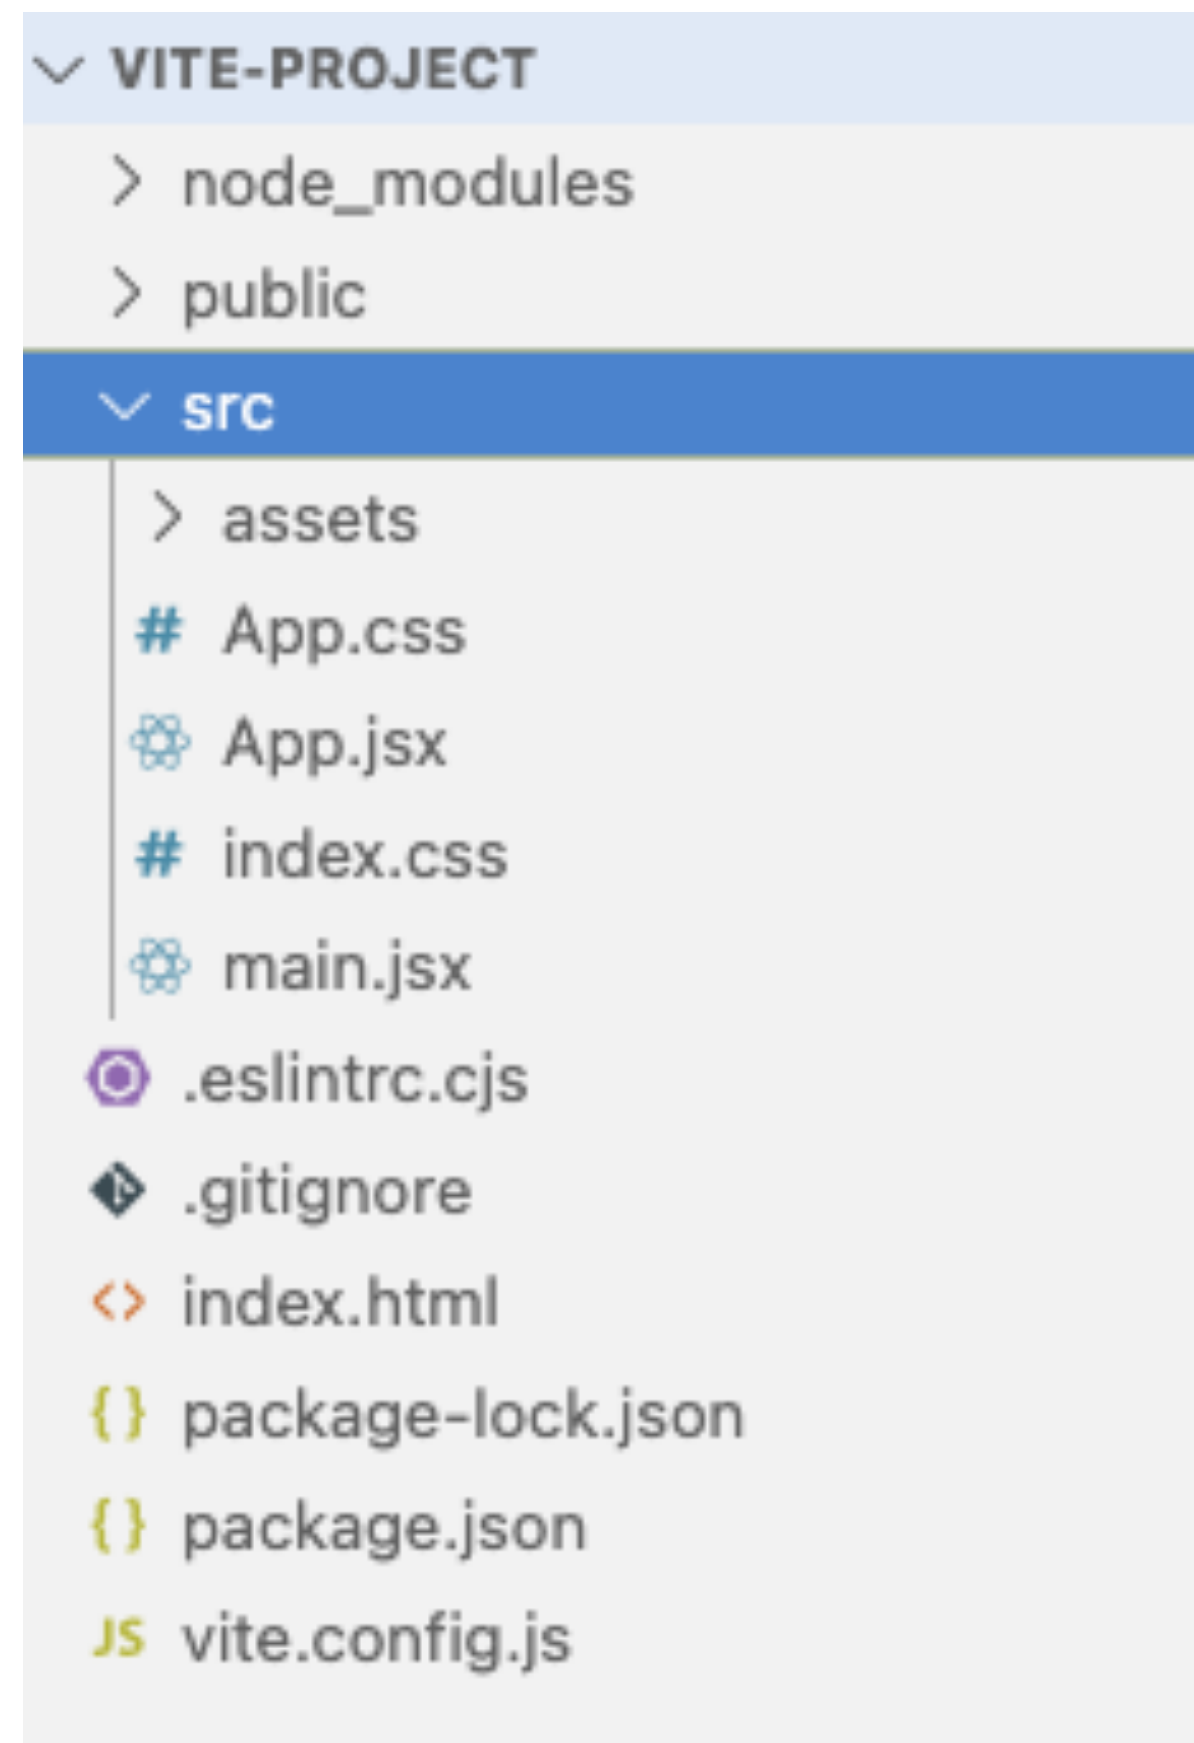 VITE-PROJECT
node_modules
public
src
assets
# App.css
App.jsx
# index.css
main.jsx
.eslintrc.cjs
.gitignore
<> index.html
{} package-lock.json
{} package.json
JS vite.config.js